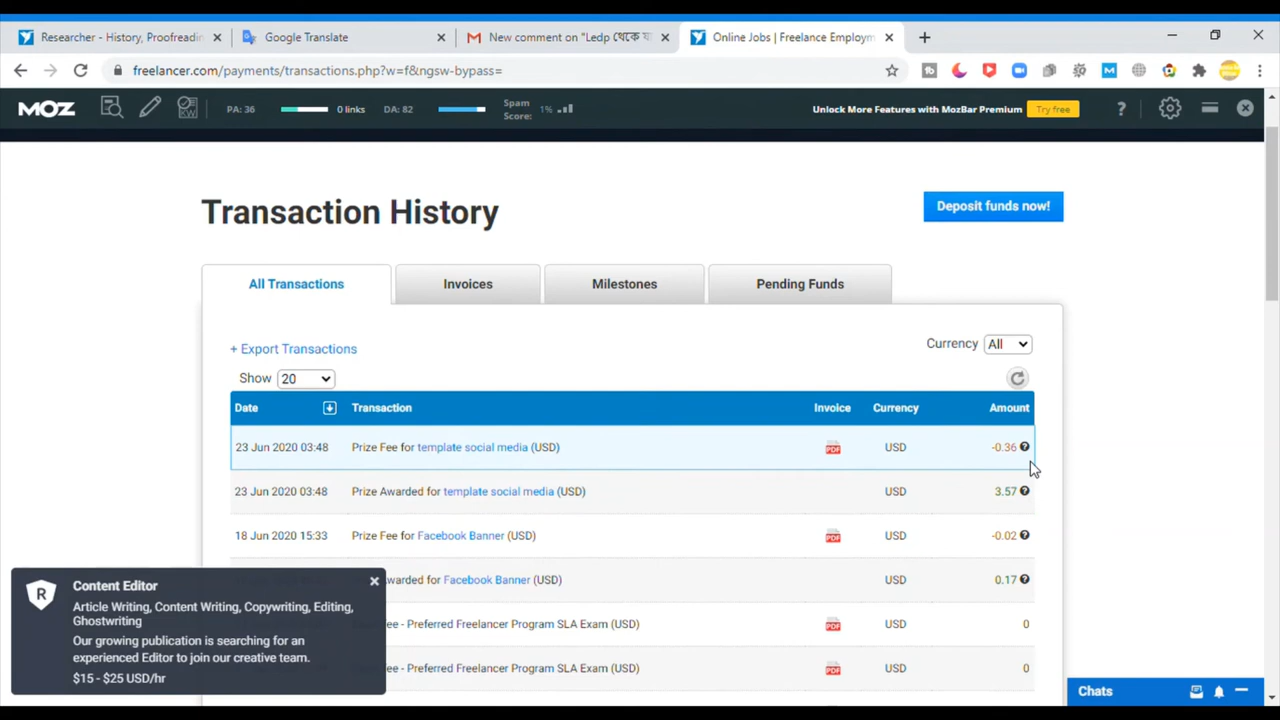 Researcher - History, Proofreadin
Google Translate
New comment on "Ledp থেকে যা
Online Jobs | Freelance Employm
freelancer.com/payments/transactions.php?w=f&ngsw-bypass=
MOZ
PA: 36
0 links
DA: 82
Spam
Score:
1%
Unlock More Features with MozBar Premium
Try free
Transaction History
Deposit funds now!
All Transactions
Invoices
Milestones
Pending Funds
+ Export Transactions
Currency All
Show 20
Date Transaction Invoice Currency Amount
23 Jun 2020 03:48 Prize Fee for template social media (USD) PDF USD -0.36
23 Jun 2020 03:48 Prize Awarded for template social media (USD) USD 3.57
18 Jun 2020 15:33 Prize Fee for Facebook Banner (USD) PDF USD -0.02
awarded for Facebook Banner (USD) USD 0.17
ee - Preferred Freelancer Program SLA Exam (USD) PDF USD 0
ee - Preferred Freelancer Program SLA Exam (USD) PDF USD 0
R
Content Editor
Article Writing, Content Writing, Copywriting, Editing,
Ghostwriting
Our growing publication is searching for an
experienced Editor to join our creative team.
$15 - $25 USD/hr
Chats